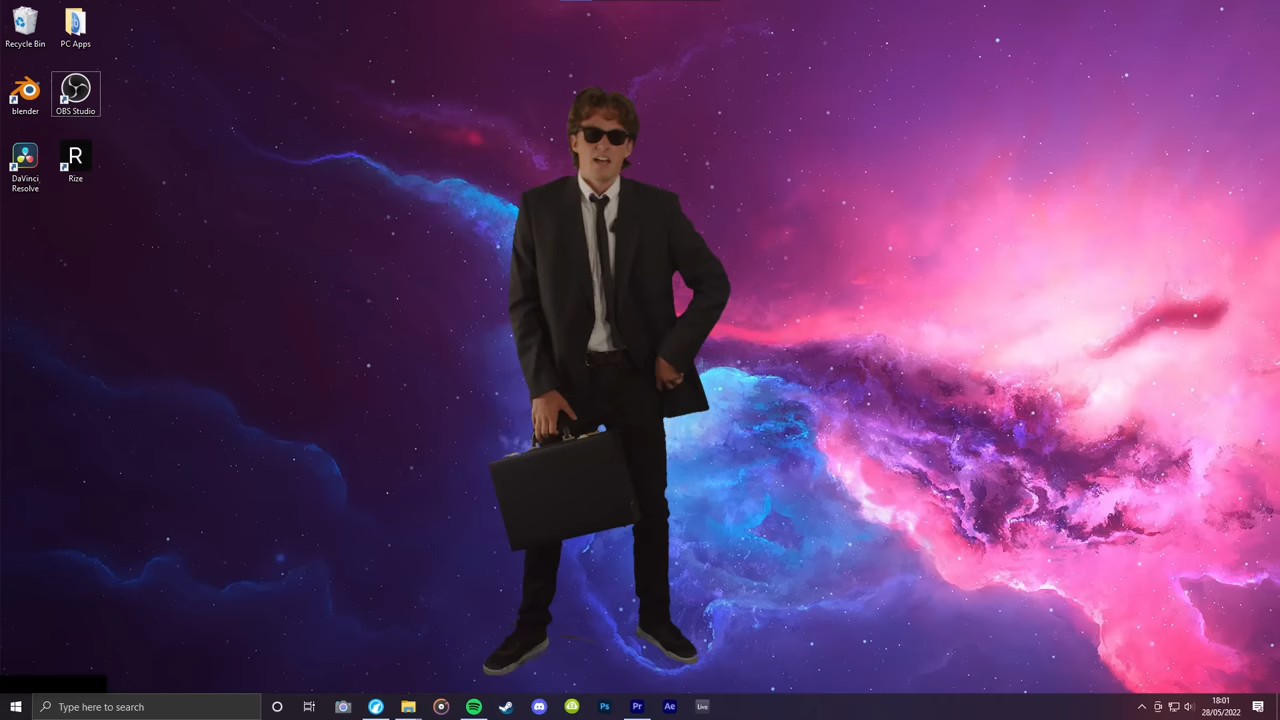 Recycle Bin
PC Apps
blender
OBS Studio
DaVinci
Resolve
R
Rize
Type here to search
Ps
Pr
Ae
Live
18:01
28/05/2022